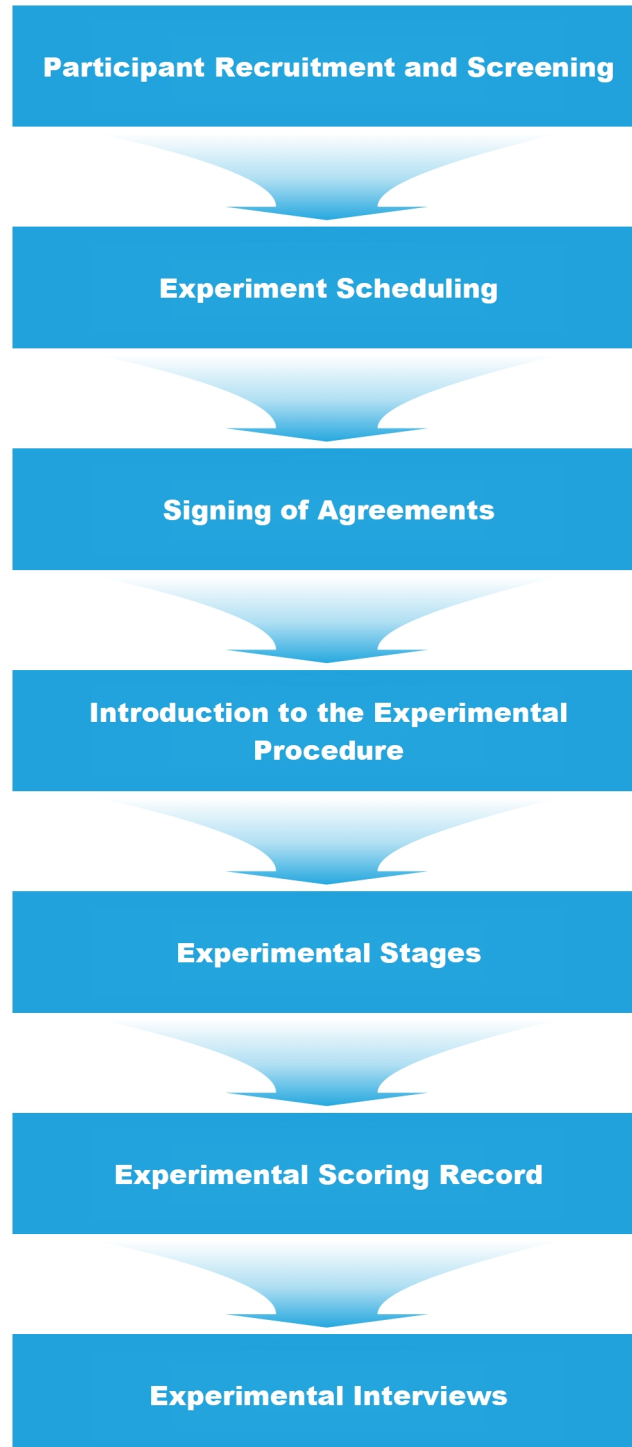 Participant Recruitment and Screening
Experiment Scheduling
Signing of Agreements
Introduction to the Experimental
Procedure
Experimental Stages
Experimental Scoring Record
Experimental Interviews